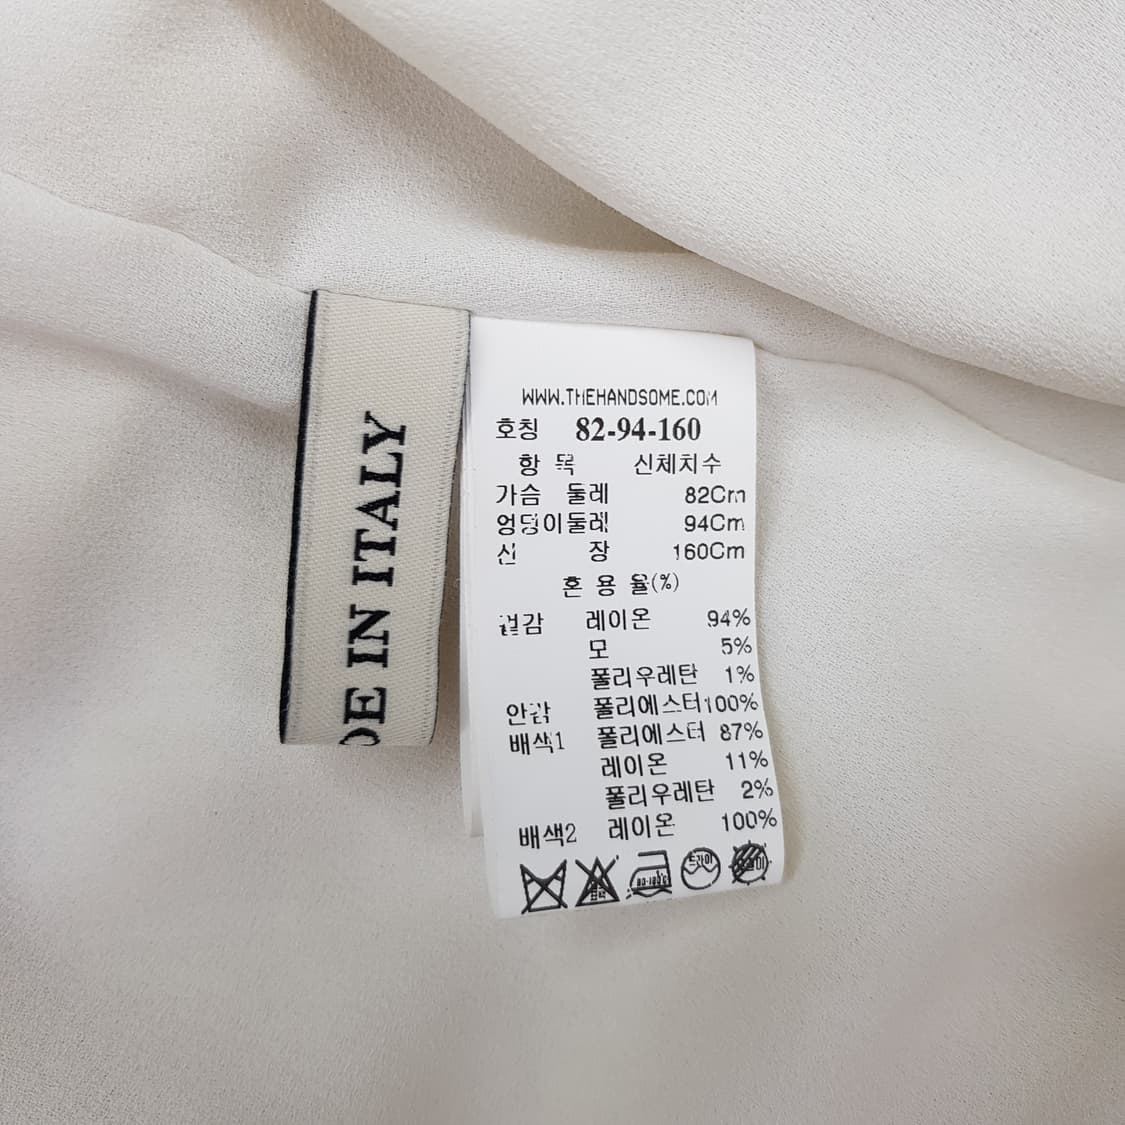 DE IN ITALY
WWW.THEHANDSOME.COM
호칭 82-94-160
항 목 신체치수
가슴 둘레 82Cm
엉덩이둘레 94Cm
신 장 160Cm
혼 용 율(%)
겉감 레이온 94%
모 5%
폴리우레탄 1%
안감 폴리에스터 100%
배색1 폴리에스터 87%
레이온 11%
폴리우레탄 2%
배색2 레이온 100%
드라이